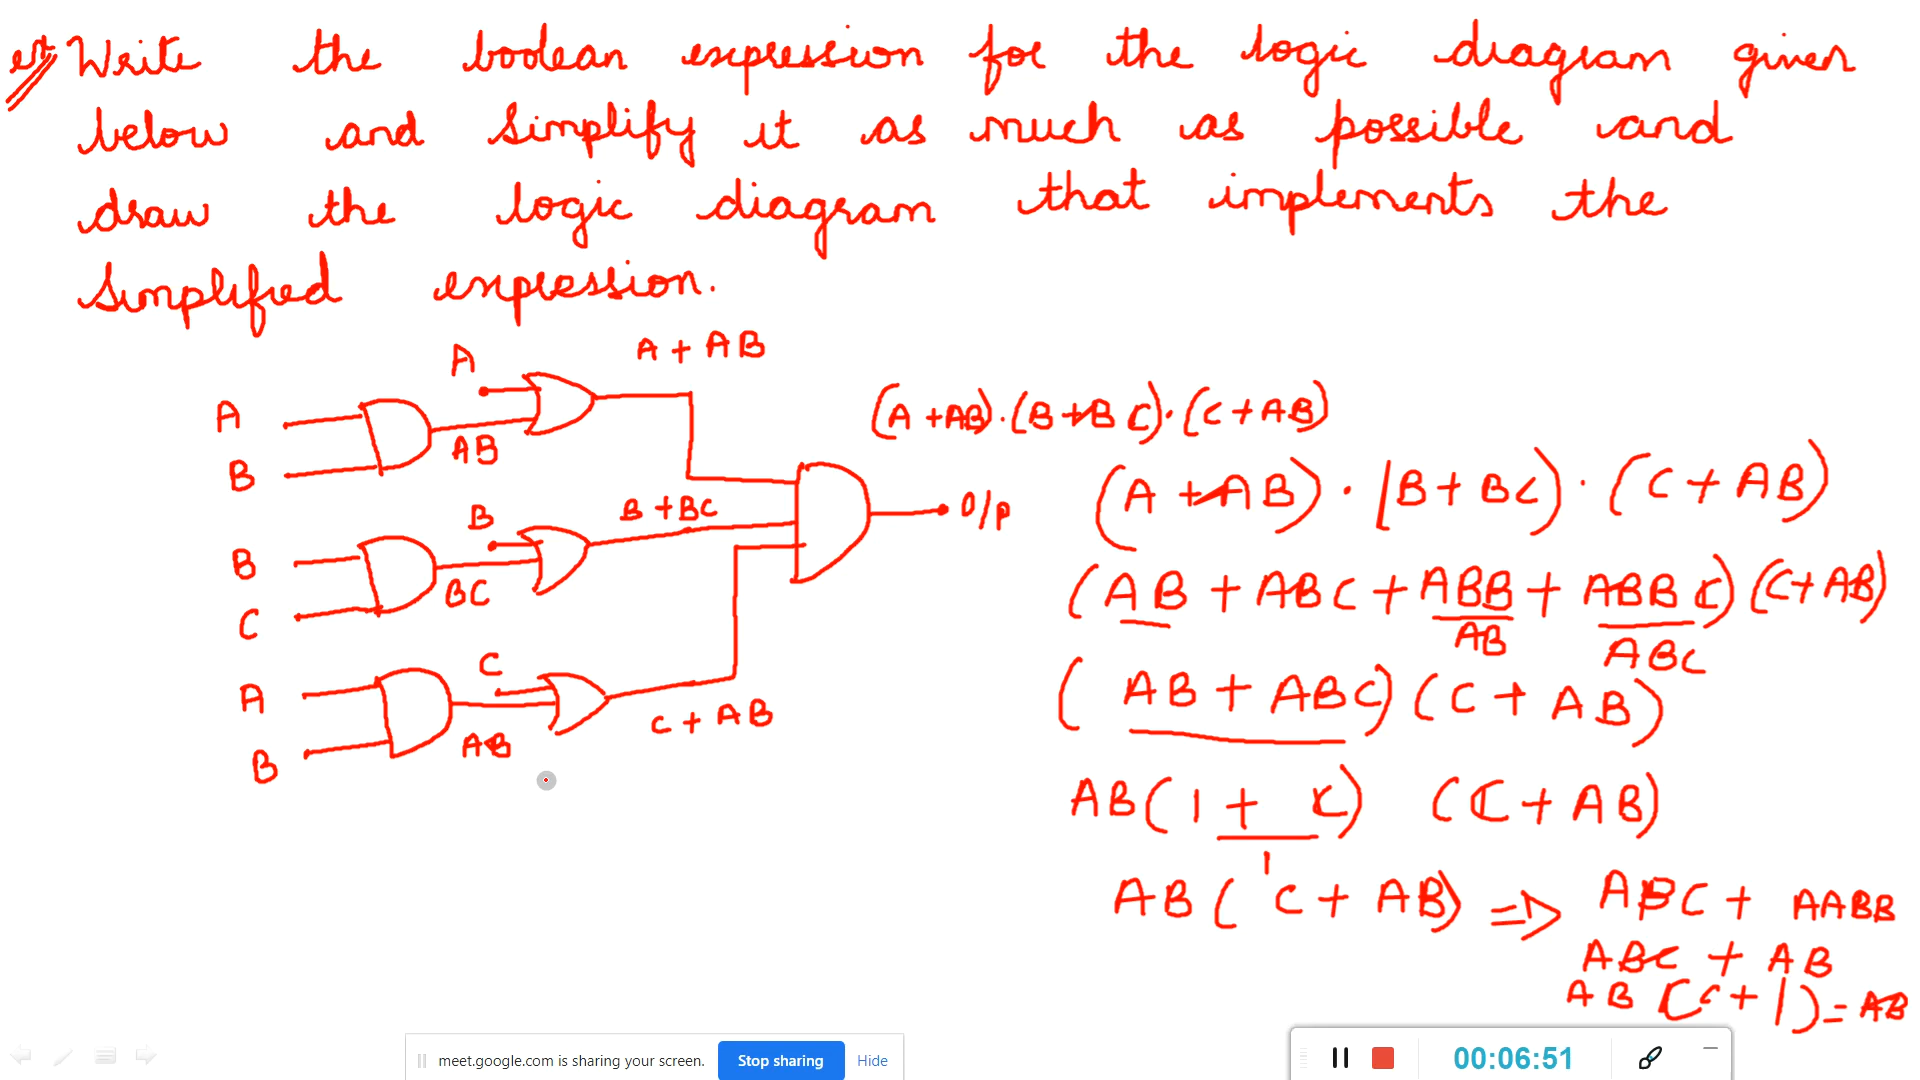 ex Write the boolean expression for the logic diagram given
below and simplify it as much as possible and
draw the logic diagram that implements the
simplified expression.
A
A + AB
A
B
AB
(A + AB) . (B + BC) . (C + AB)
(A + AB) . (B + BC) . (C + AB)
B
B + BC
O/P
B
C
BC
(AB + ABC + ABB + ABBC) (C + AB)
AB
ABC
C
A
B
AB
C + AB
(AB + ABC) (C + AB)
AB (1 + C) (C + AB)
1
AB (C + AB) => ABC + AABB
ABC + AB
AB (C + 1) = AB
meet.google.com is sharing your screen. Stop sharing Hide
00:06:51